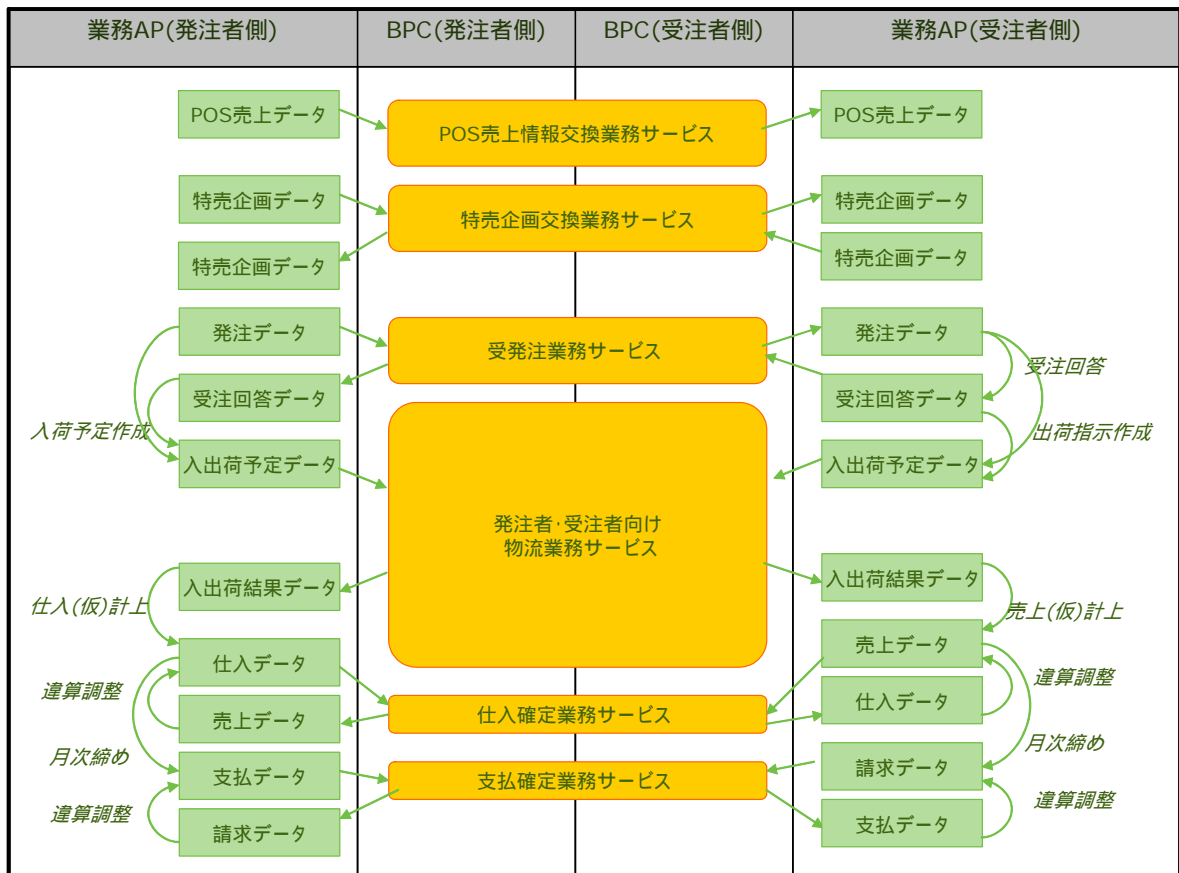 業務AP(発注者側)
BPC(発注者側)
BPC(受注者側)
業務AP(受注者側)
POS売上データ
POS売上情報交換業務サービス
POS売上データ
特売企画データ
特売企画交換業務サービス
特売企画データ
特売企画データ
特売企画データ
発注データ
受発注業務サービス
発注データ
受注回答
受注回答データ
受注回答データ
入荷予定作成
出荷指示作成
入出荷予定データ
入出荷予定データ
発注者・受注者向け
物流業務サービス
入出荷結果データ
入出荷結果データ
仕入(仮)計上
売上(仮)計上
仕入データ
売上データ
違算調整
違算調整
売上データ
仕入確定業務サービス
仕入データ
月次締め
月次締め
支払データ
支払確定業務サービス
請求データ
違算調整
違算調整
請求データ
支払データ